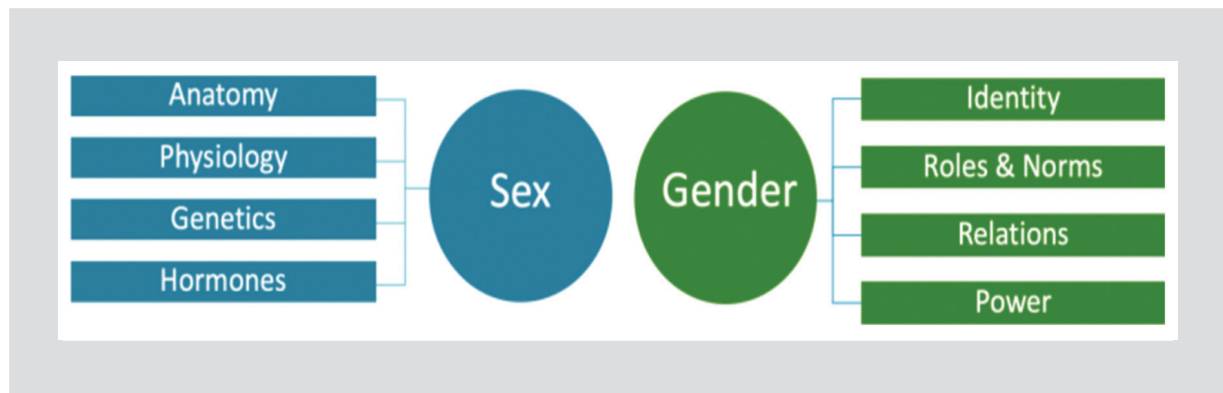 Anatomy
Physiology
Genetics
Hormones
Sex
Gender
Identity
Roles & Norms
Relations
Power